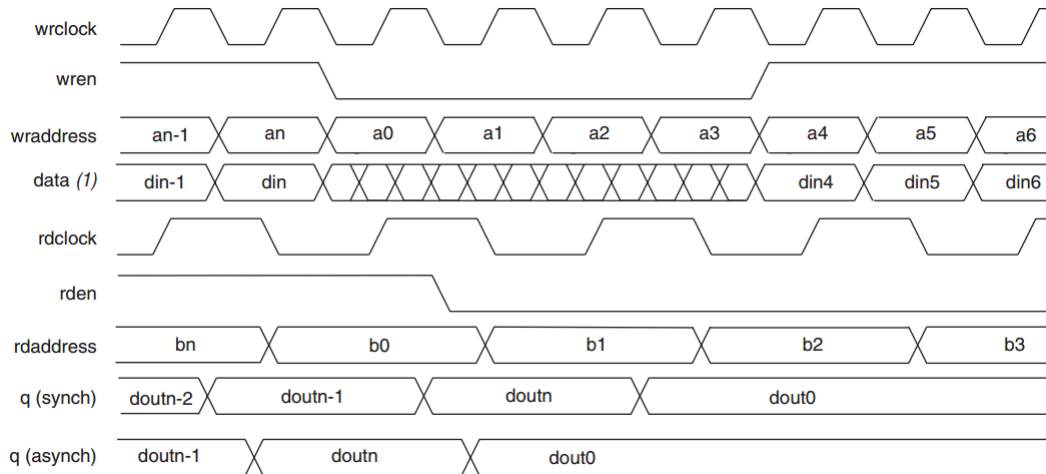 wrclock
wren
wraddress an-1 an a0 a1 a2 a3 a4 a5 a6
data (1) din-1 din din4 din5 din6
rdclock
rden
rdaddress bn b0 b1 b2 b3
q (synch) doutn-2 doutn-1 doutn dout0
q (asynch) doutn-1 doutn dout0